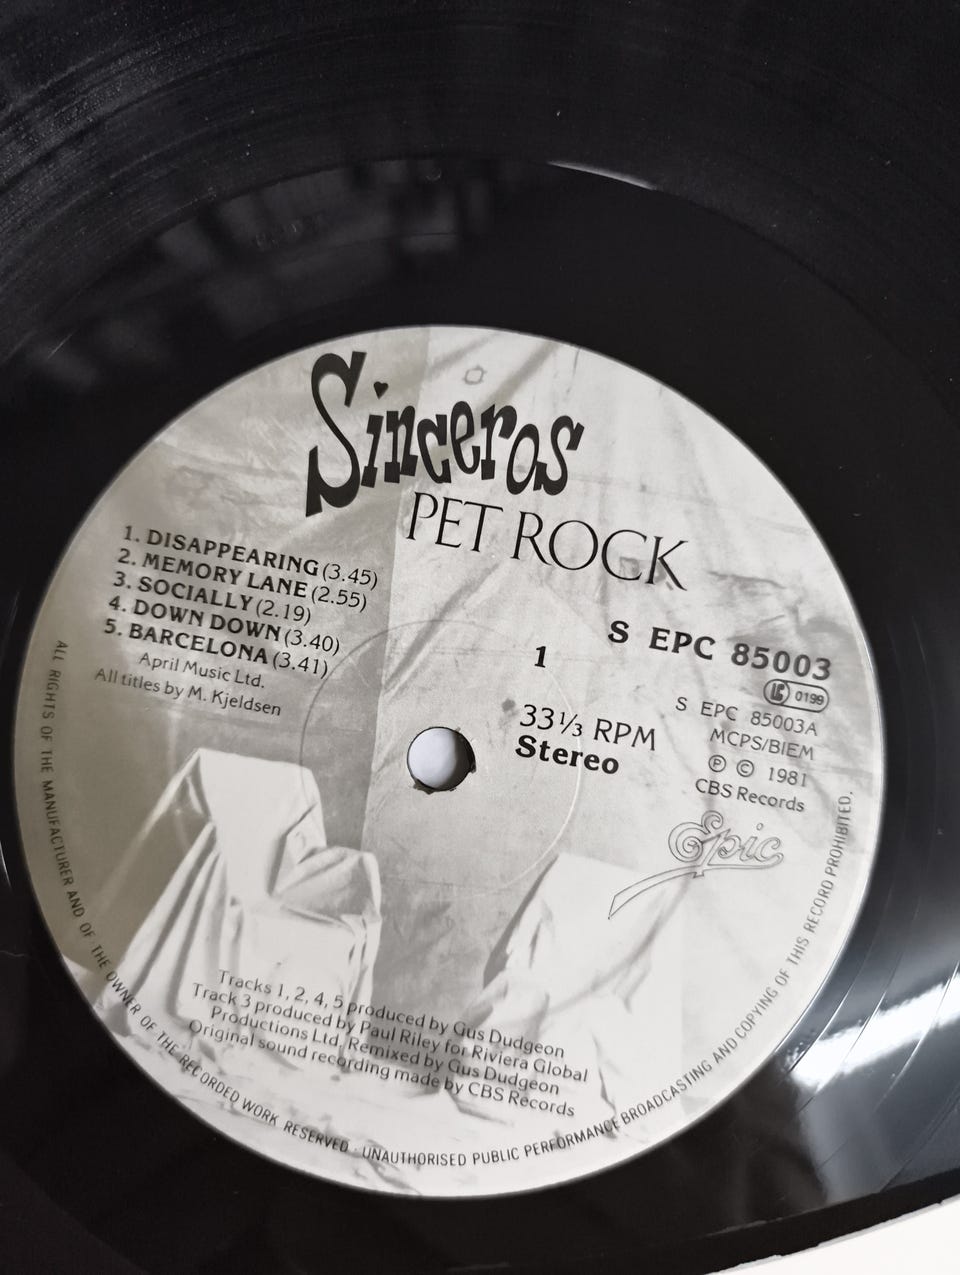 Sinceros
PET ROCK
1. DISAPPEARING (3.45)
2. MEMORY LANE (2.55)
3. SOCIALLY (2.19)
4. DOWN DOWN (3.40)
5. BARCELONA (3.41)
April Music Ltd.
All titles by M. Kjeldsen
1
33⅓ RPM
Stereo
S EPC 85003
LC 0199
S EPC 85003A
MCPS/BIEM
℗ © 1981
CBS Records
Epic
Tracks 1, 2, 4, 5 produced by Gus Dudgeon
Track 3 produced by Paul Riley for Riviera Global
Productions Ltd. Remixed by Gus Dudgeon
Original sound recording made by CBS Records
ALL RIGHTS OF THE MANUFACTURER AND OF THE OWNER OF THE RECORDED WORK RESERVED · UNAUTHORISED PUBLIC PERFORMANCE BROADCASTING AND COPYING OF THIS RECORD PROHIBITED.